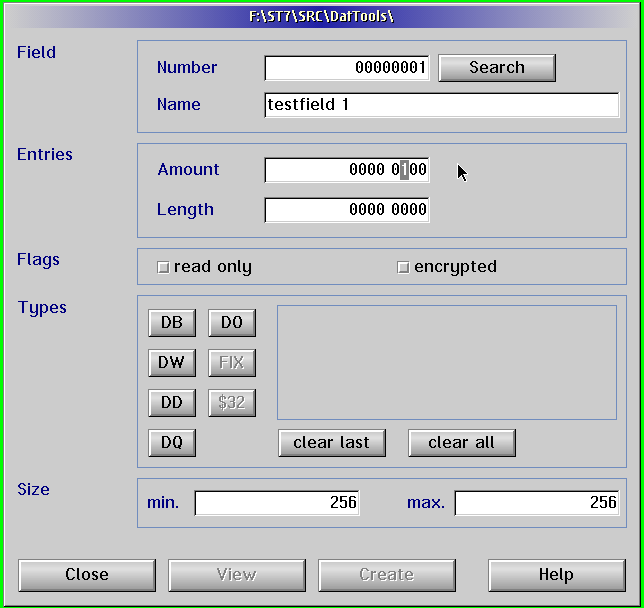 F:\ST7\SRC\DatTools\
Field
Number 00000001 Search
Name testfield 1
Entries
Amount 0000 0100
Length 0000 0000
Flags
read only encrypted
Types
DB DO
DW FIX
DD $32
DQ clear last clear all
Size
min. 256 max. 256
Close View Create Help